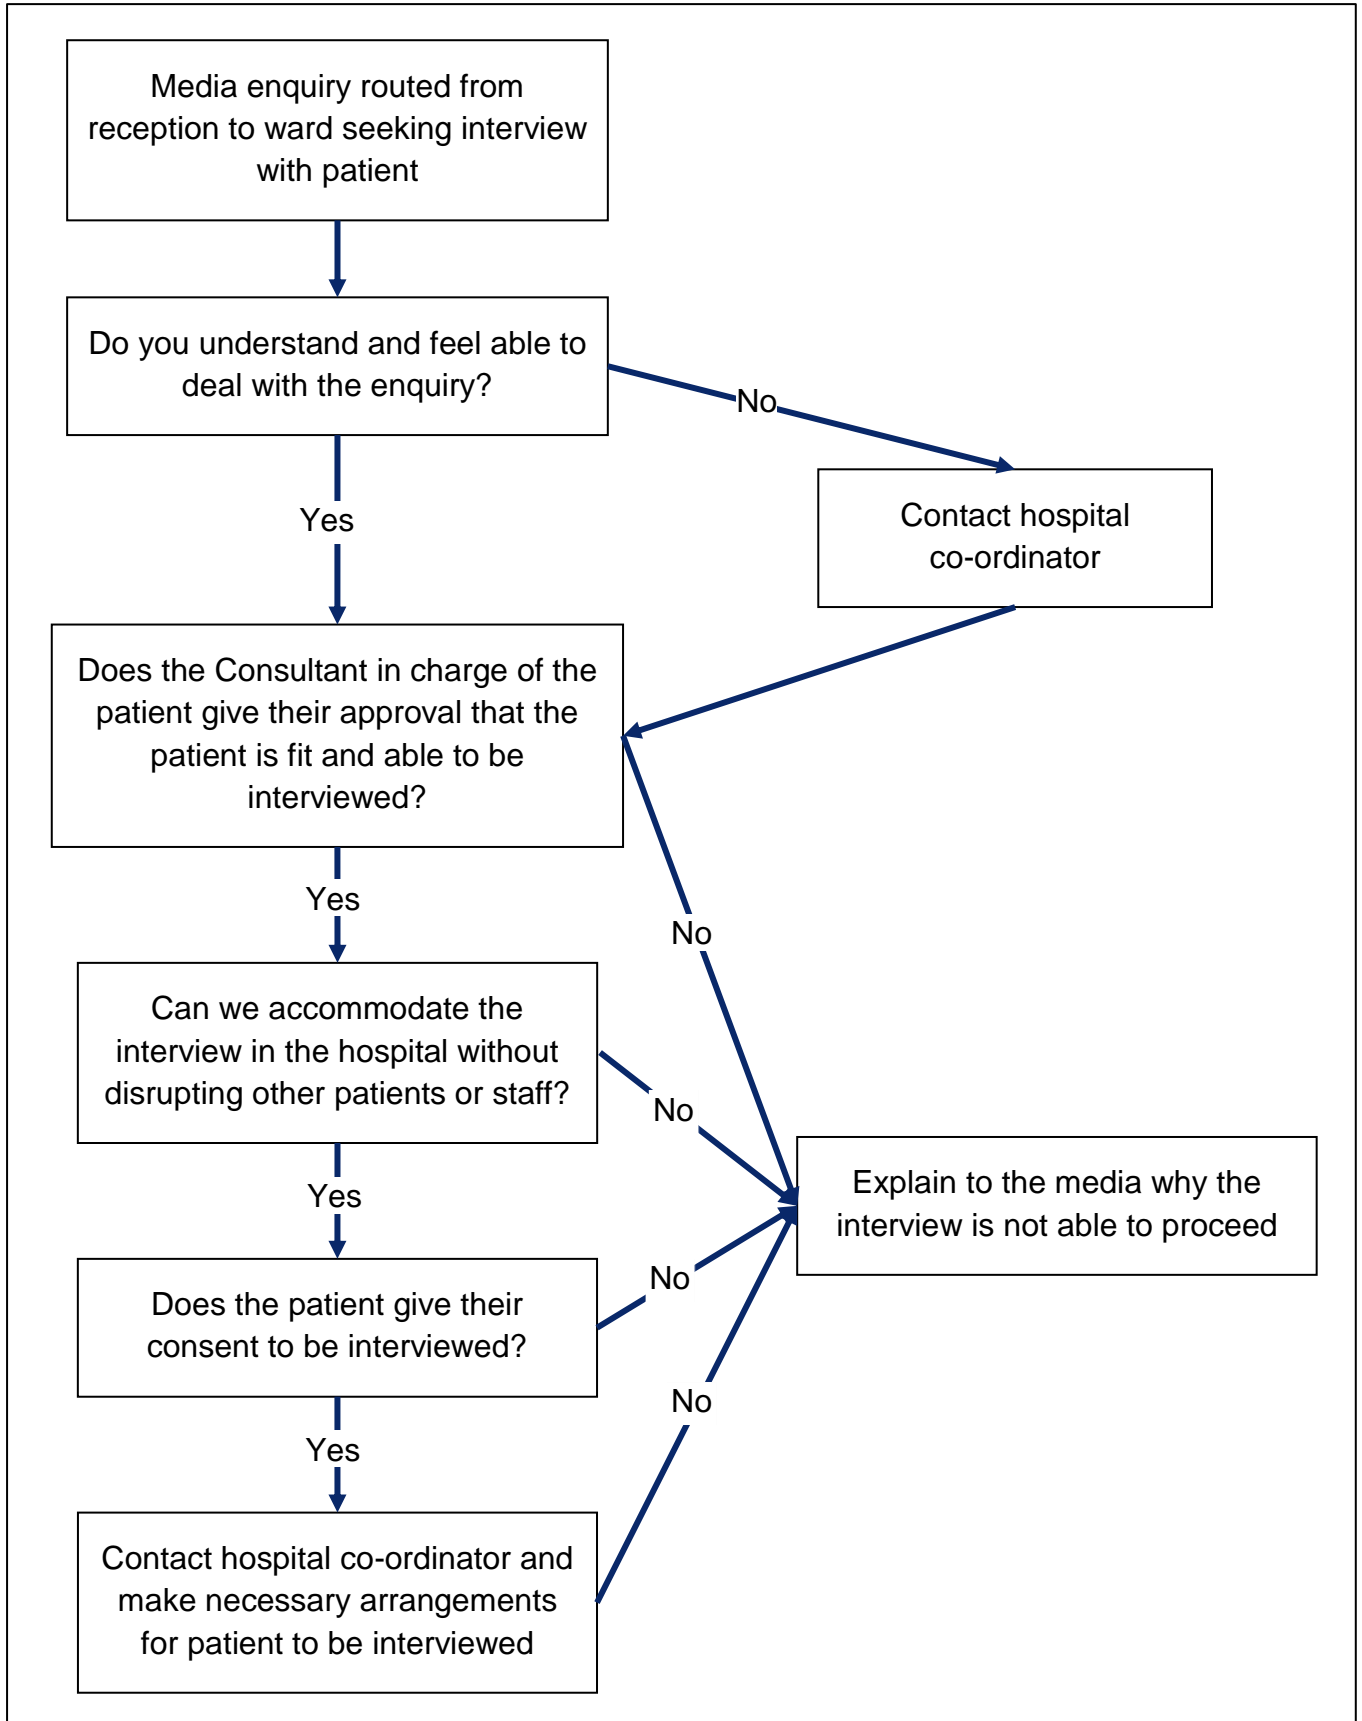 Media enquiry routed from
reception to ward seeking interview
with patient
Do you understand and feel able to
deal with the enquiry?
No
Yes
Contact hospital
co-ordinator
Does the Consultant in charge of the
patient give their approval that the
patient is fit and able to be
interviewed?
Yes
No
Can we accommodate the
interview in the hospital without
disrupting other patients or staff?
No
Yes
Explain to the media why the
interview is not able to proceed
No
Does the patient give their
consent to be interviewed?
No
Yes
Contact hospital co-ordinator and
make necessary arrangements
for patient to be interviewed